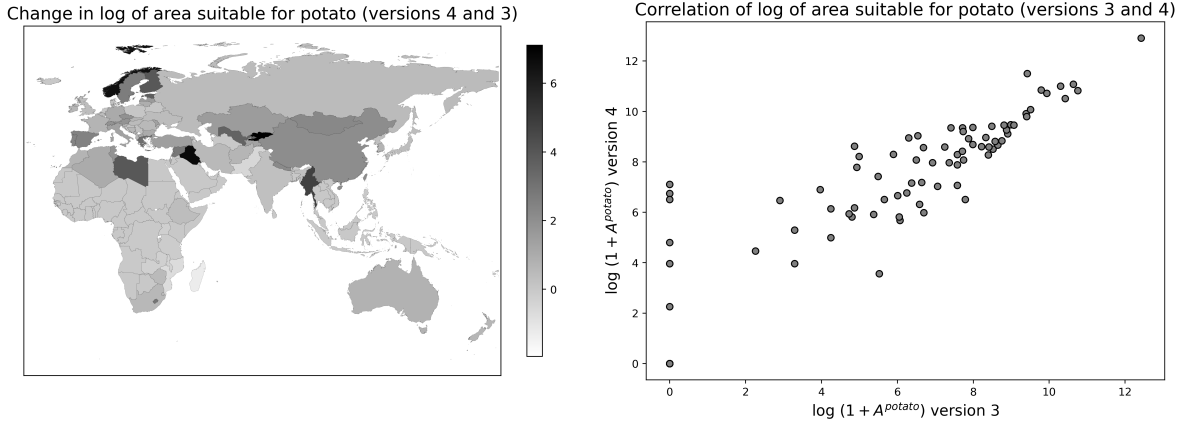 Change in log of area suitable for potato (versions 4 and 3)
6
4
2
0
Correlation of log of area suitable for potato (versions 3 and 4)
log (1 + A^potato) version 4
12
10
8
6
4
2
0
0 2 4 6 8 10 12
log (1 + A^potato) version 3